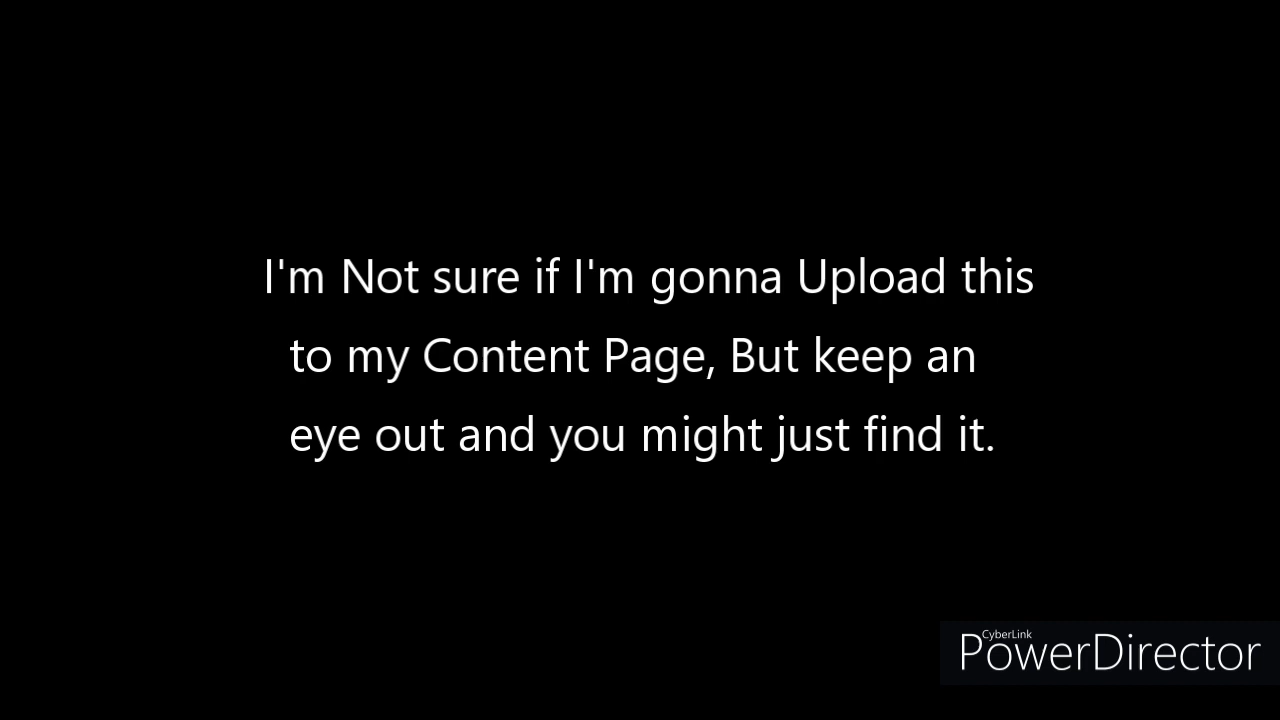 I'm Not sure if I'm gonna Upload this
to my Content Page, But keep an
eye out and you might just find it.
CyberLink
PowerDirector